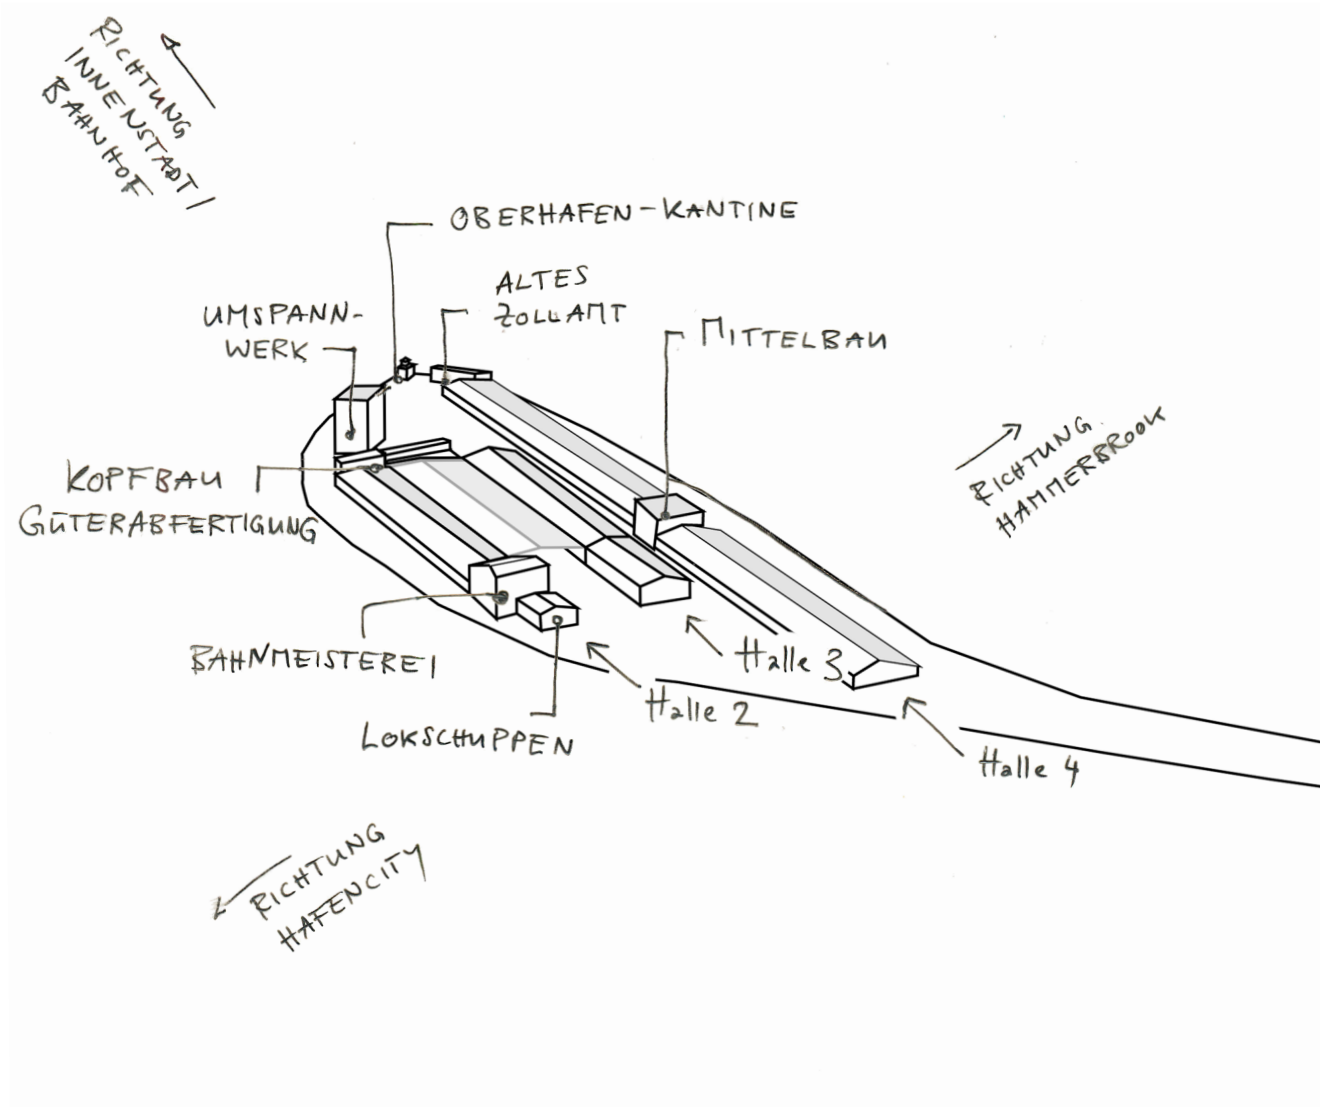 RICHTUNG
INNENSTADT/
BAHNHOF
OBERHAFEN-KANTINE
ALTES
ZOLLAMT
UMSPANN-
WERK
MITTELBAU
RICHTUNG
HAMMERBROOK
KOPFBAU
GÜTERABFERTIGUNG
BAHNMEISTEREI
Halle 3
Halle 2
LOKSCHUPPEN
Halle 4
RICHTUNG
HAFENCITY